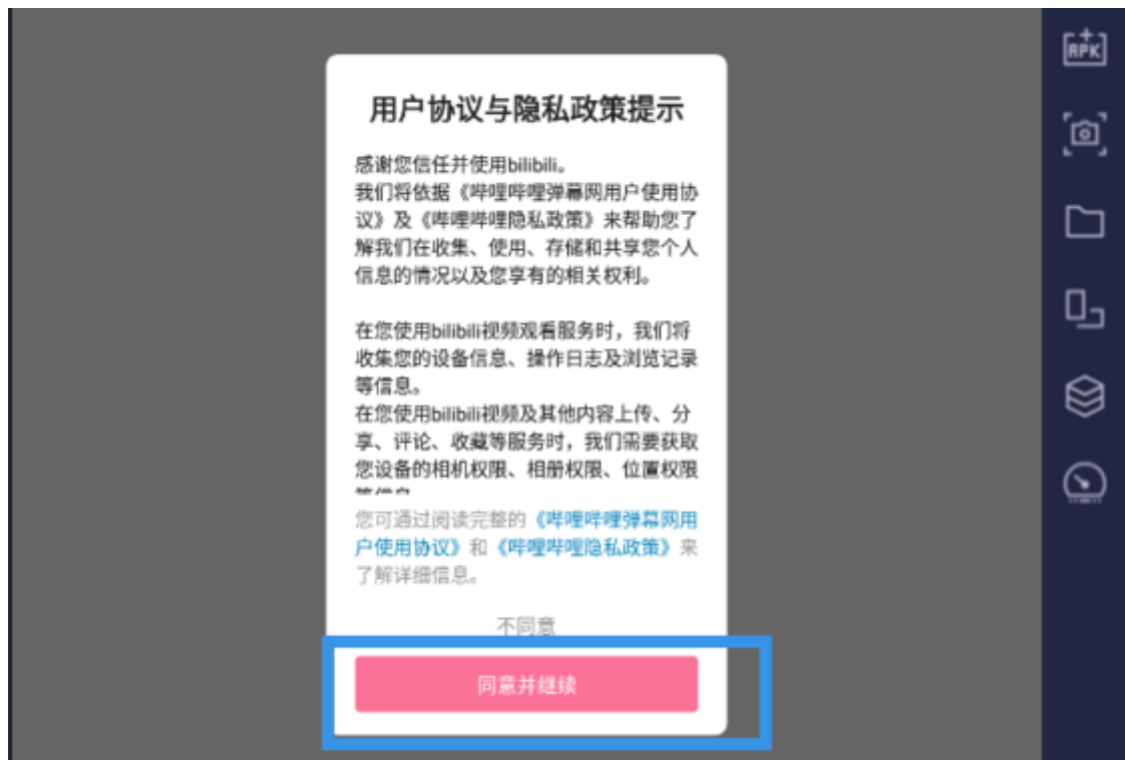 用户协议与隐私政策提示
感谢您信任并使用bilibili。
我们将依据《哔哩哔哩弹幕网用户使用协
议》及《哔哩哔哩隐私政策》来帮助您了
解我们在收集、使用、存储和共享您个人
信息的情况以及您享有的相关权利。
在您使用bilibili视频观看服务时，我们将
收集您的设备信息、操作日志及浏览记录
等信息。
在您使用bilibili视频及其他内容上传、分
享、评论、收藏等服务时，我们需要获取
您设备的相机权限、相册权限、位置权限
您可通过阅读完整的《哔哩哔哩弹幕网用
户使用协议》和《哔哩哔哩隐私政策》来
了解详细信息。
不同意
同意并继续
APK